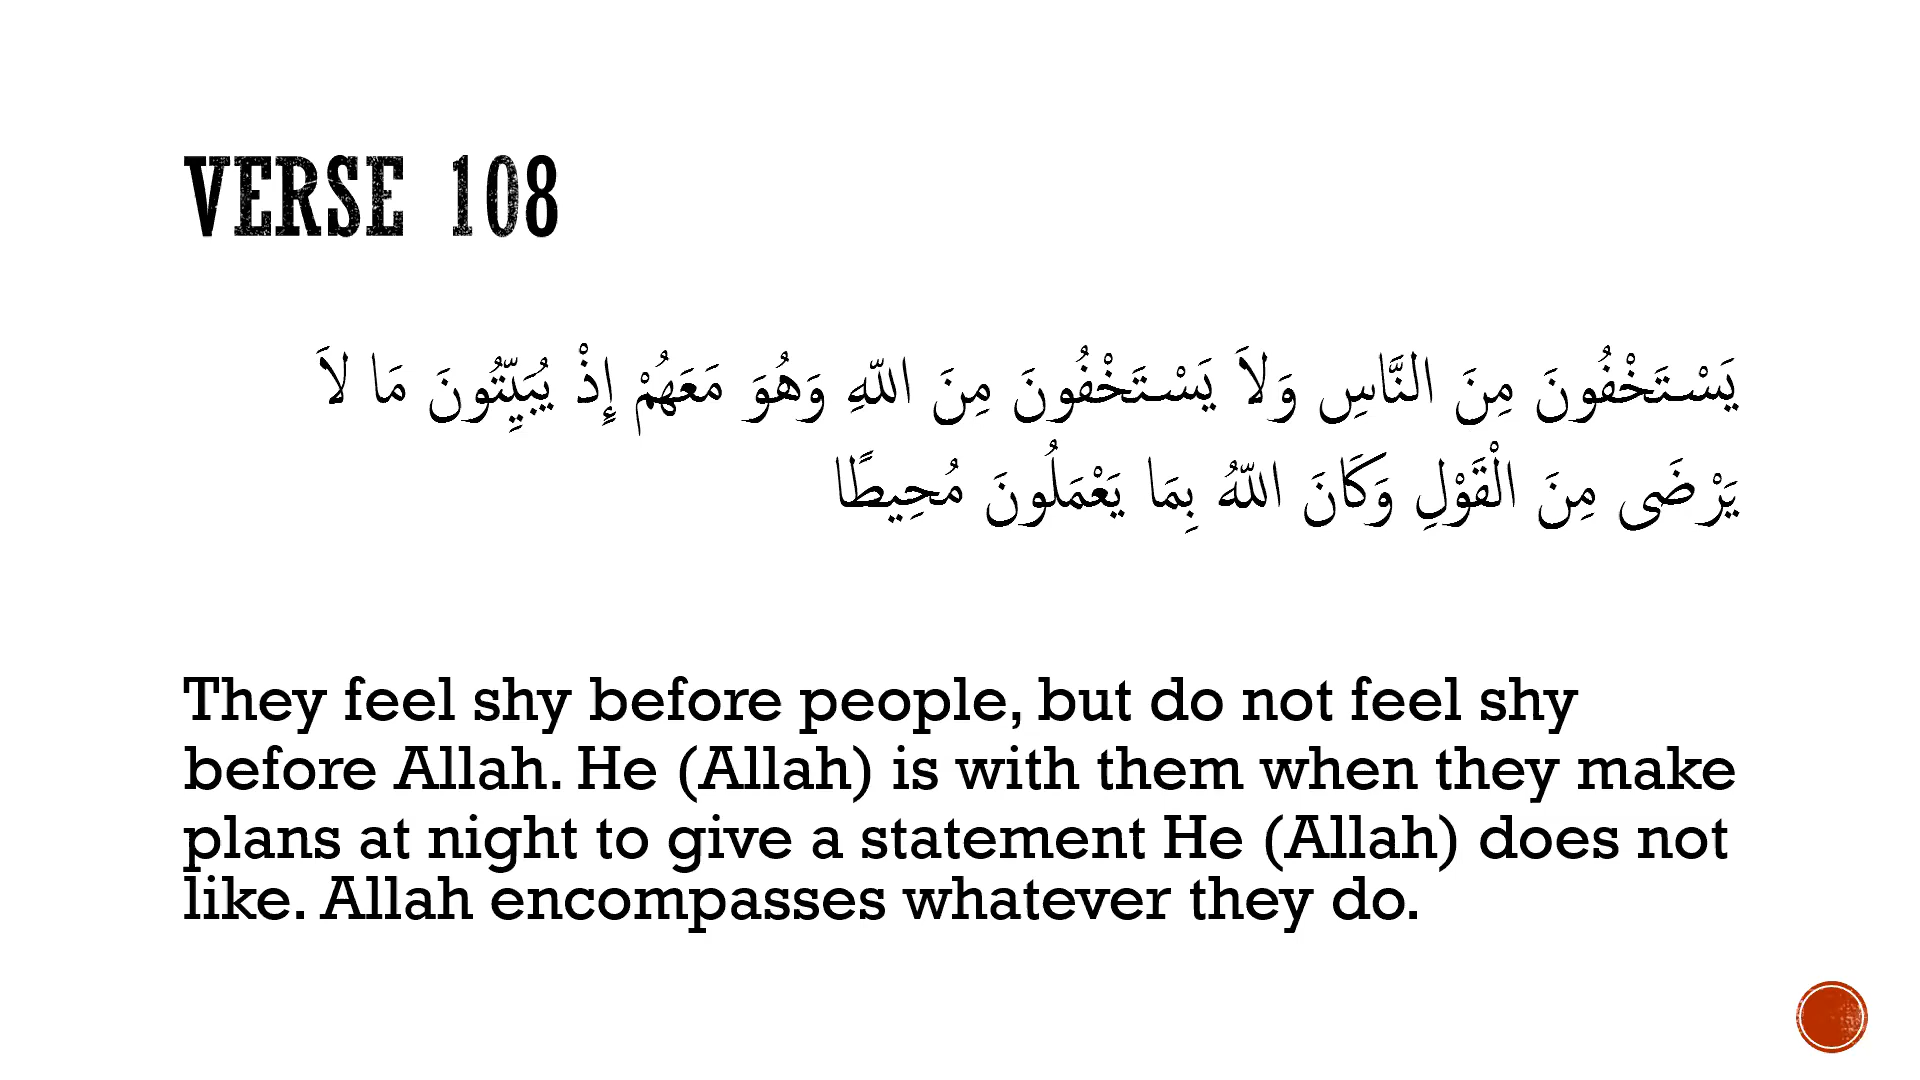 VERSE 108
يَسْتَخْفُونَ مِنَ النَّاسِ وَلاَ يَسْتَخْفُونَ مِنَ اللّهِ وَهُوَ مَعَهُمْ إِذْ يُبَيِّتُونَ مَا لاَ
يَرْضَى مِنَ الْقَوْلِ وَكَانَ اللّهُ بِمَا يَعْمَلُونَ مُحِيطًا
They feel shy before people, but do not feel shy
before Allah. He (Allah) is with them when they make
plans at night to give a statement He (Allah) does not
like. Allah encompasses whatever they do.